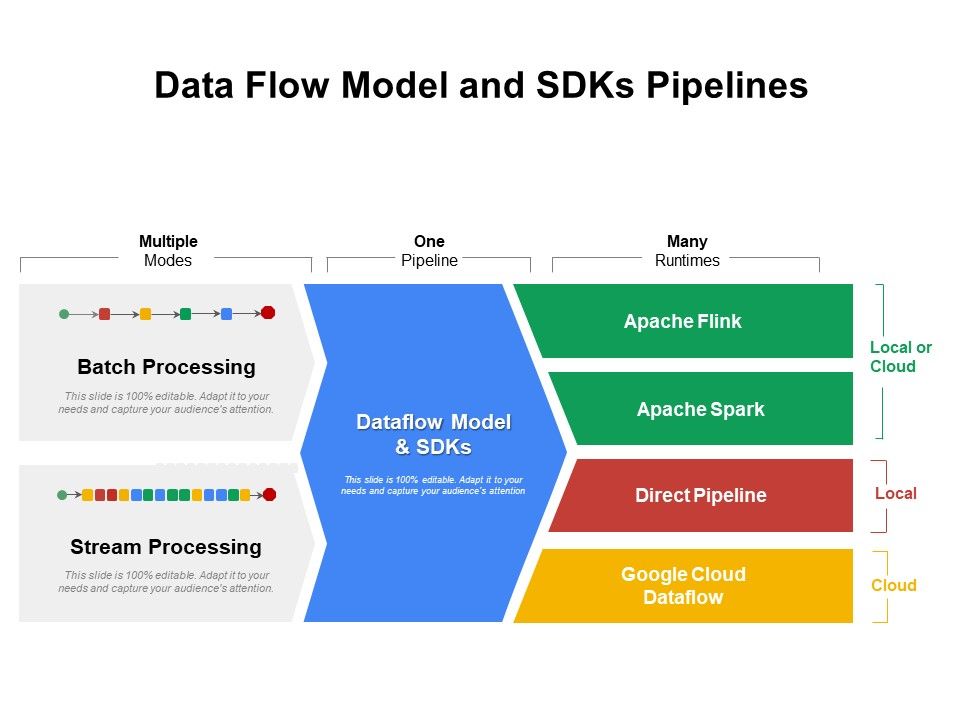 Data Flow Model and SDKs Pipelines
Multiple
Modes
One
Pipeline
Many
Runtimes
Batch Processing
This slide is 100% editable. Adapt it to your
needs and capture your audience's attention.
Stream Processing
This slide is 100% editable. Adapt it to your
needs and capture your audience's attention.
Dataflow Model
& SDKs
This slide is 100% editable. Adapt it to your
needs and capture your audience's attention
Apache Flink
Apache Spark
Direct Pipeline
Google Cloud
Dataflow
Local or
Cloud
Local
Cloud